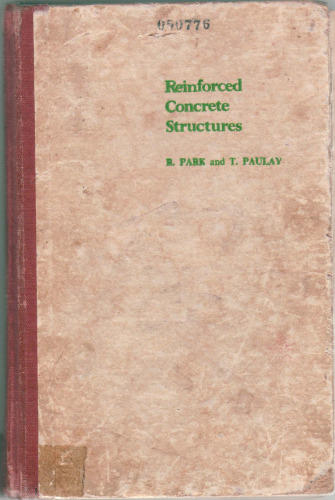 050776
Reinforced
Concrete
Structures
R. PARK and T. PAULAY